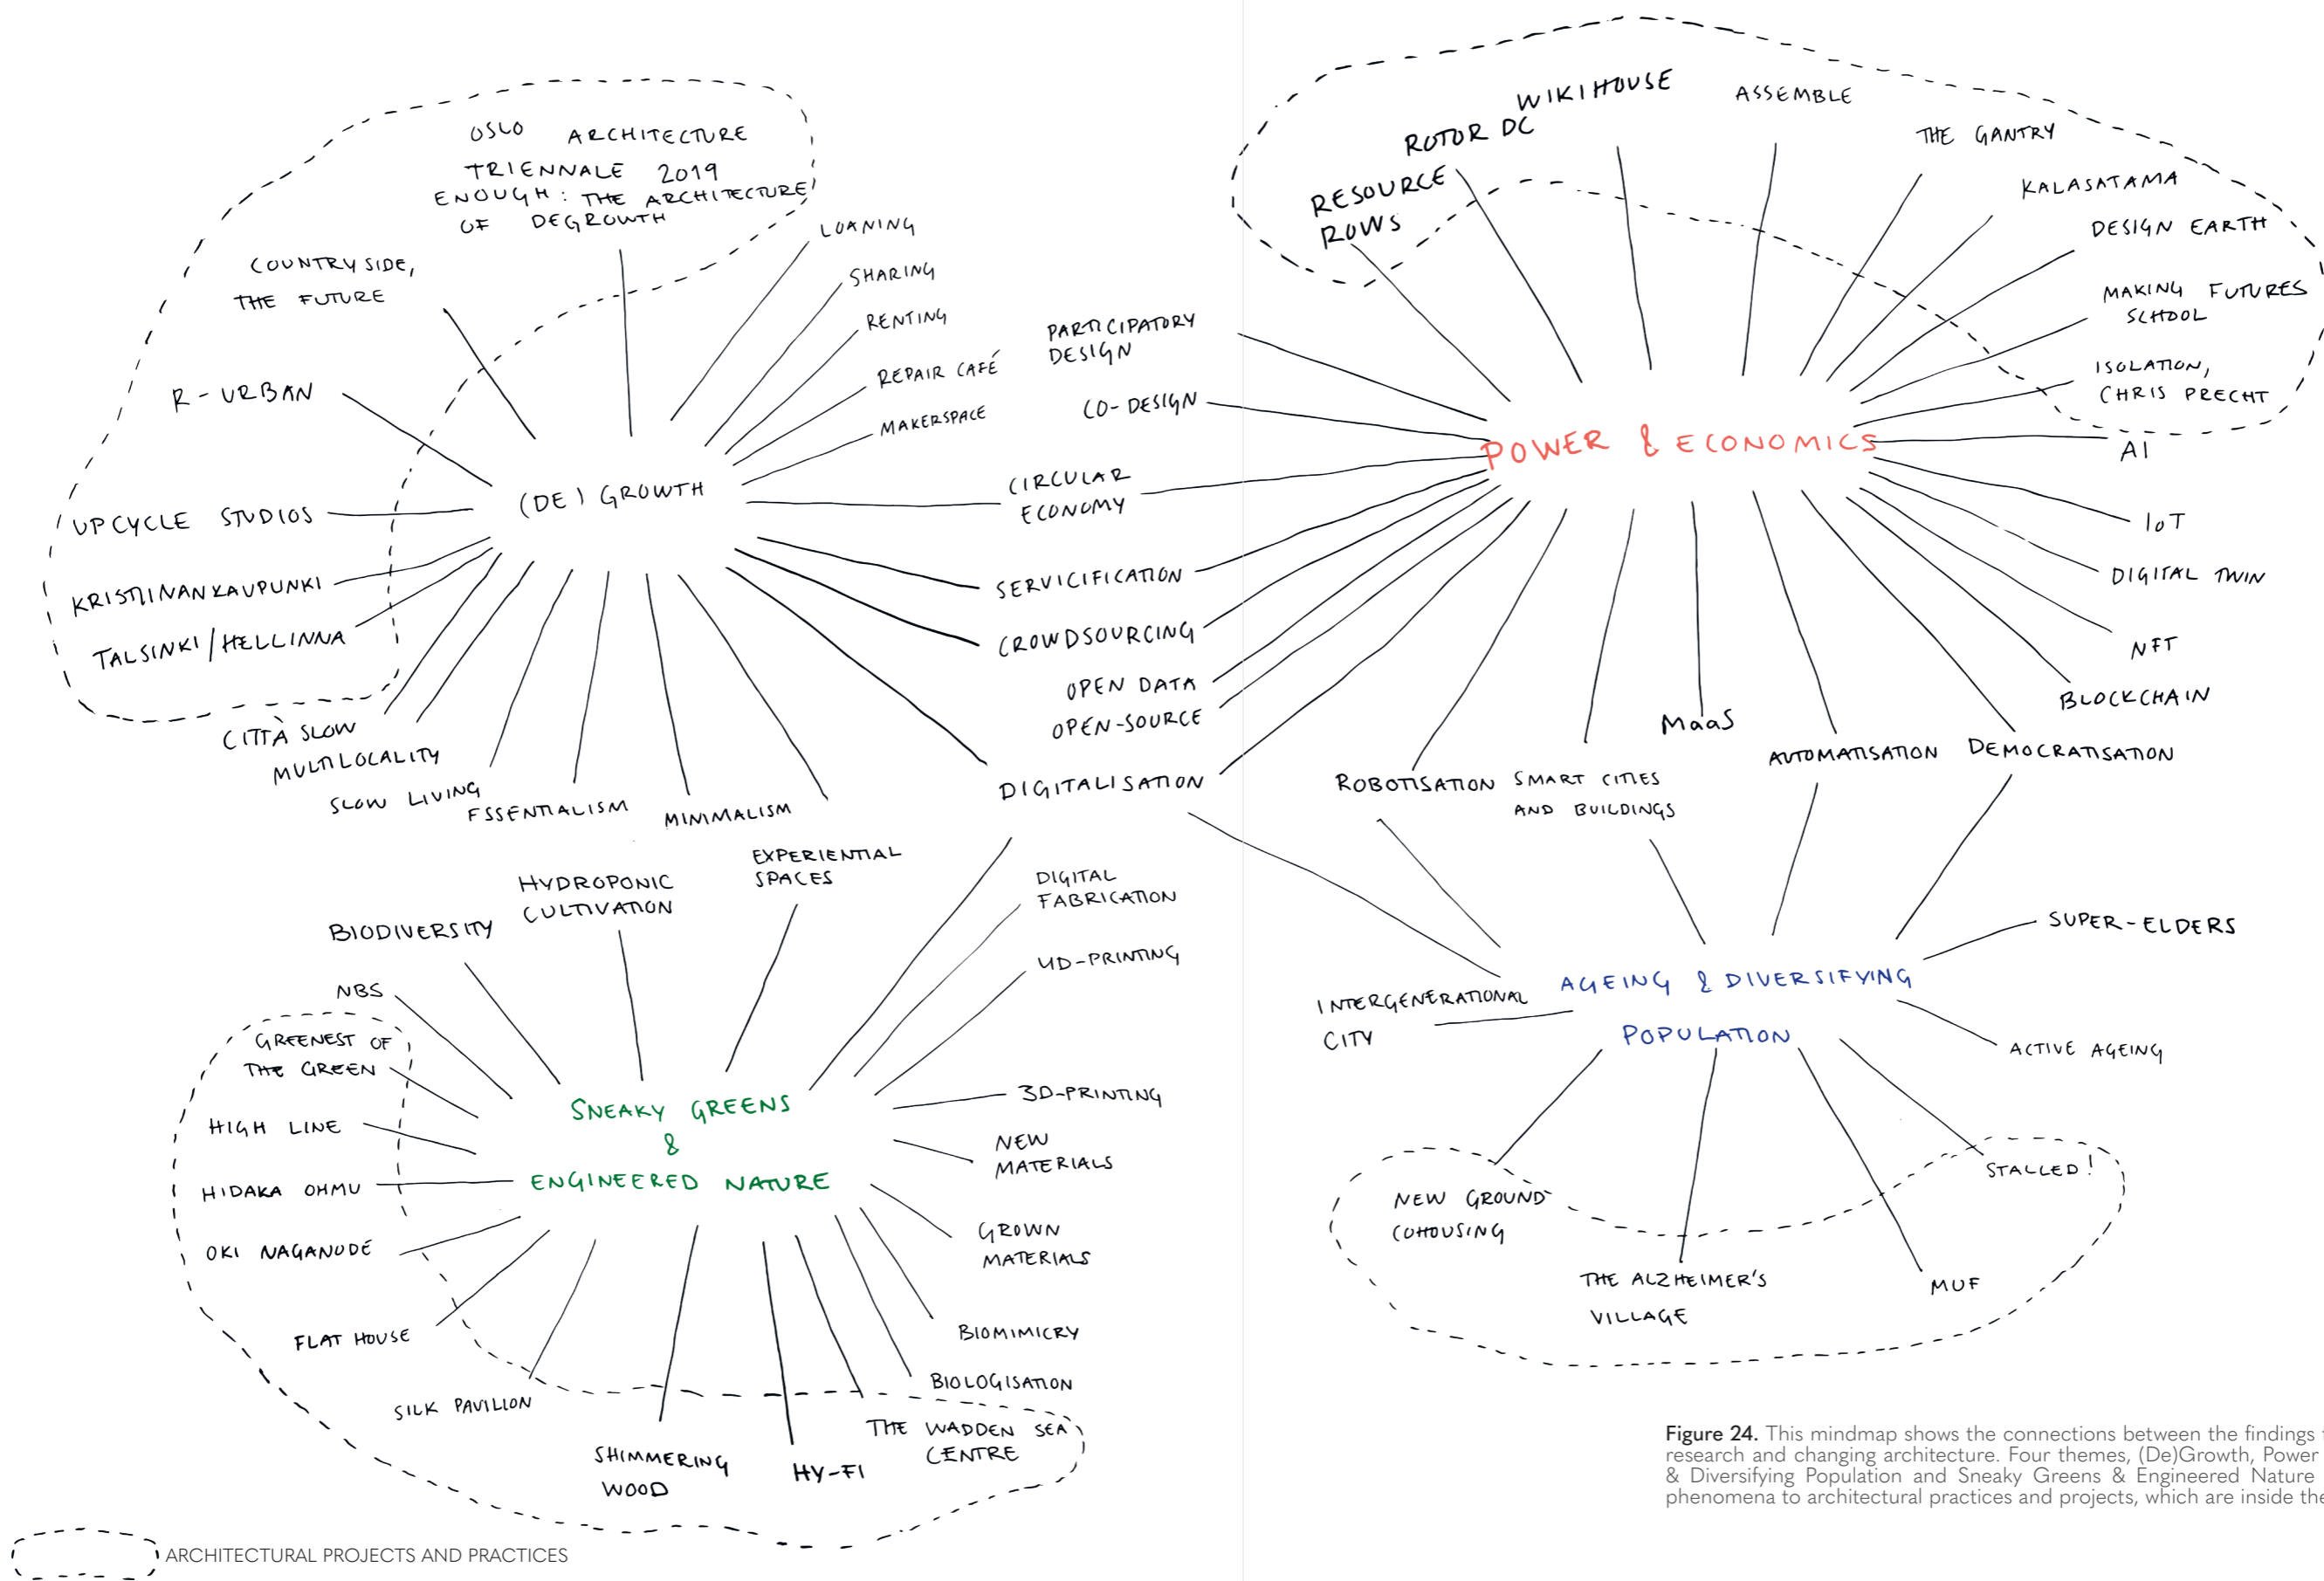 OSLO ARCHITECTURE
TRIENNALE 2019
ENOUGH: THE ARCHITECTURE
OF DEGROWTH
COUNTRYSIDE,
THE FUTURE
R-URBAN
UPCYCLE STUDIOS
KRISTIINANKAUPUNKI
TALSINKI/HELLINNA
CITTÀ SLOW
MULTILOCALITY
SLOW LIVING
ESSENTIALISM
MINIMALISM
(DE)GROWTH
LOANING
SHARING
RENTING
REPAIR CAFÉ
MAKERSPACE
PARTICIPATORY
DESIGN
CO-DESIGN
CIRCULAR
ECONOMY
SERVICIFICATION
CROWDSOURCING
OPEN DATA
OPEN-SOURCE
DIGITALISATION
RESOURCE
ROWS
ROTOR DC
WIKIHOUSE
ASSEMBLE
THE GANTRY
KALASATAMA
DESIGN EARTH
MAKING FUTURES
SCHOOL
ISOLATION,
CHRIS PRECHT
POWER & ECONOMICS
AI
IoT
DIGITAL TWIN
NFT
BLOCKCHAIN
DEMOCRATISATION
AUTOMATISATION
MaaS
SMART CITIES
AND BUILDINGS
ROBOTISATION
EXPERIENTIAL
SPACES
HYDROPONIC
CULTIVATION
BIODIVERSITY
NBS
GREENEST OF
THE GREEN
HIGH LINE
HIDAKA OHMU
OKI NAGANODE
FLAT HOUSE
SILK PAVILION
SHIMMERING
WOOD
HY-FI
THE WADDEN SEA
CENTRE
SNEAKY GREENS
&
ENGINEERED NATURE
DIGITAL
FABRICATION
4D-PRINTING
3D-PRINTING
NEW
MATERIALS
GROWN
MATERIALS
BIOMIMICRY
BIOLOGISATION
AGEING & DIVERSIFYING
POPULATION
INTERGENERATIONAL
CITY
SUPER-ELDERS
ACTIVE AGEING
NEW GROUND
COHOUSING
THE ALZHEIMER'S
VILLAGE
MUF
STALLED!
Figure 24. This mindmap shows the connections between the findings
research and changing architecture. Four themes, (De)Growth, Power
& Diversifying Population and Sneaky Greens & Engineered Nature
phenomena to architectural practices and projects, which are inside the
ARCHITECTURAL PROJECTS AND PRACTICES